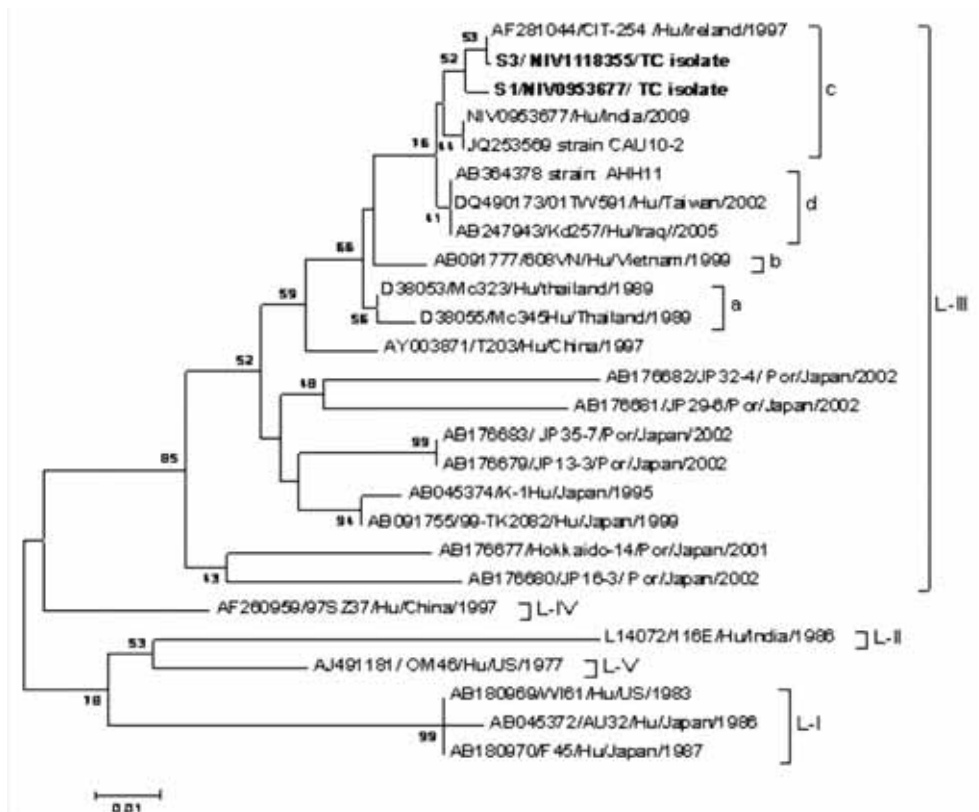 AF281044/CIT-254 /Hu/Ireland/1997
53
S3/ NIV1118355/TC isolate
52
S1/NIV0953677/ TC isolate
c
NIV0953677/Hu/India/2009
16
44
JQ253569 strain CAU10-2
AB364378 strain AHH11
DQ490173/01TW591/Hu/Taiwan/2002
d
41
AB247943/Kd257/Hu/Iraq//2005
66
AB091777/608VN/Hu/Vietnam/1999
b
D38053/Mc323/Hu/thailand/1989
a
L-III
59
56
D38055/Mc345Hu/Thailand/1989
AY003871/T203/Hu/China/1997
52
AB176682/JP32-4/ Por/Japan/2002
48
AB176681/JP29-6/Por/Japan/2002
AB176683/ JP35-7/Por/Japan/2002
99
AB176679/JP13-3/Por/Japan/2002
85
AB045374/K-1Hu/Japan/1995
94
AB091755/99-TK2082/Hu/Japan/1999
AB176677/Hokkaido-14/Por/Japan/2001
43
AB176680/JP16-3/ Por/Japan/2002
AF260959/97SZ37/Hu/China/1997
L-IV
53
L14072/116E/Hu/India/1986
L-II
AJ491181/ OM46/Hu/US/1977
L-V
18
AB180969/WI61/Hu/US/1983
AB045372/AU32/Hu/Japan/1986
L-I
99
AB180970/F45/Hu/Japan/1987
0.01